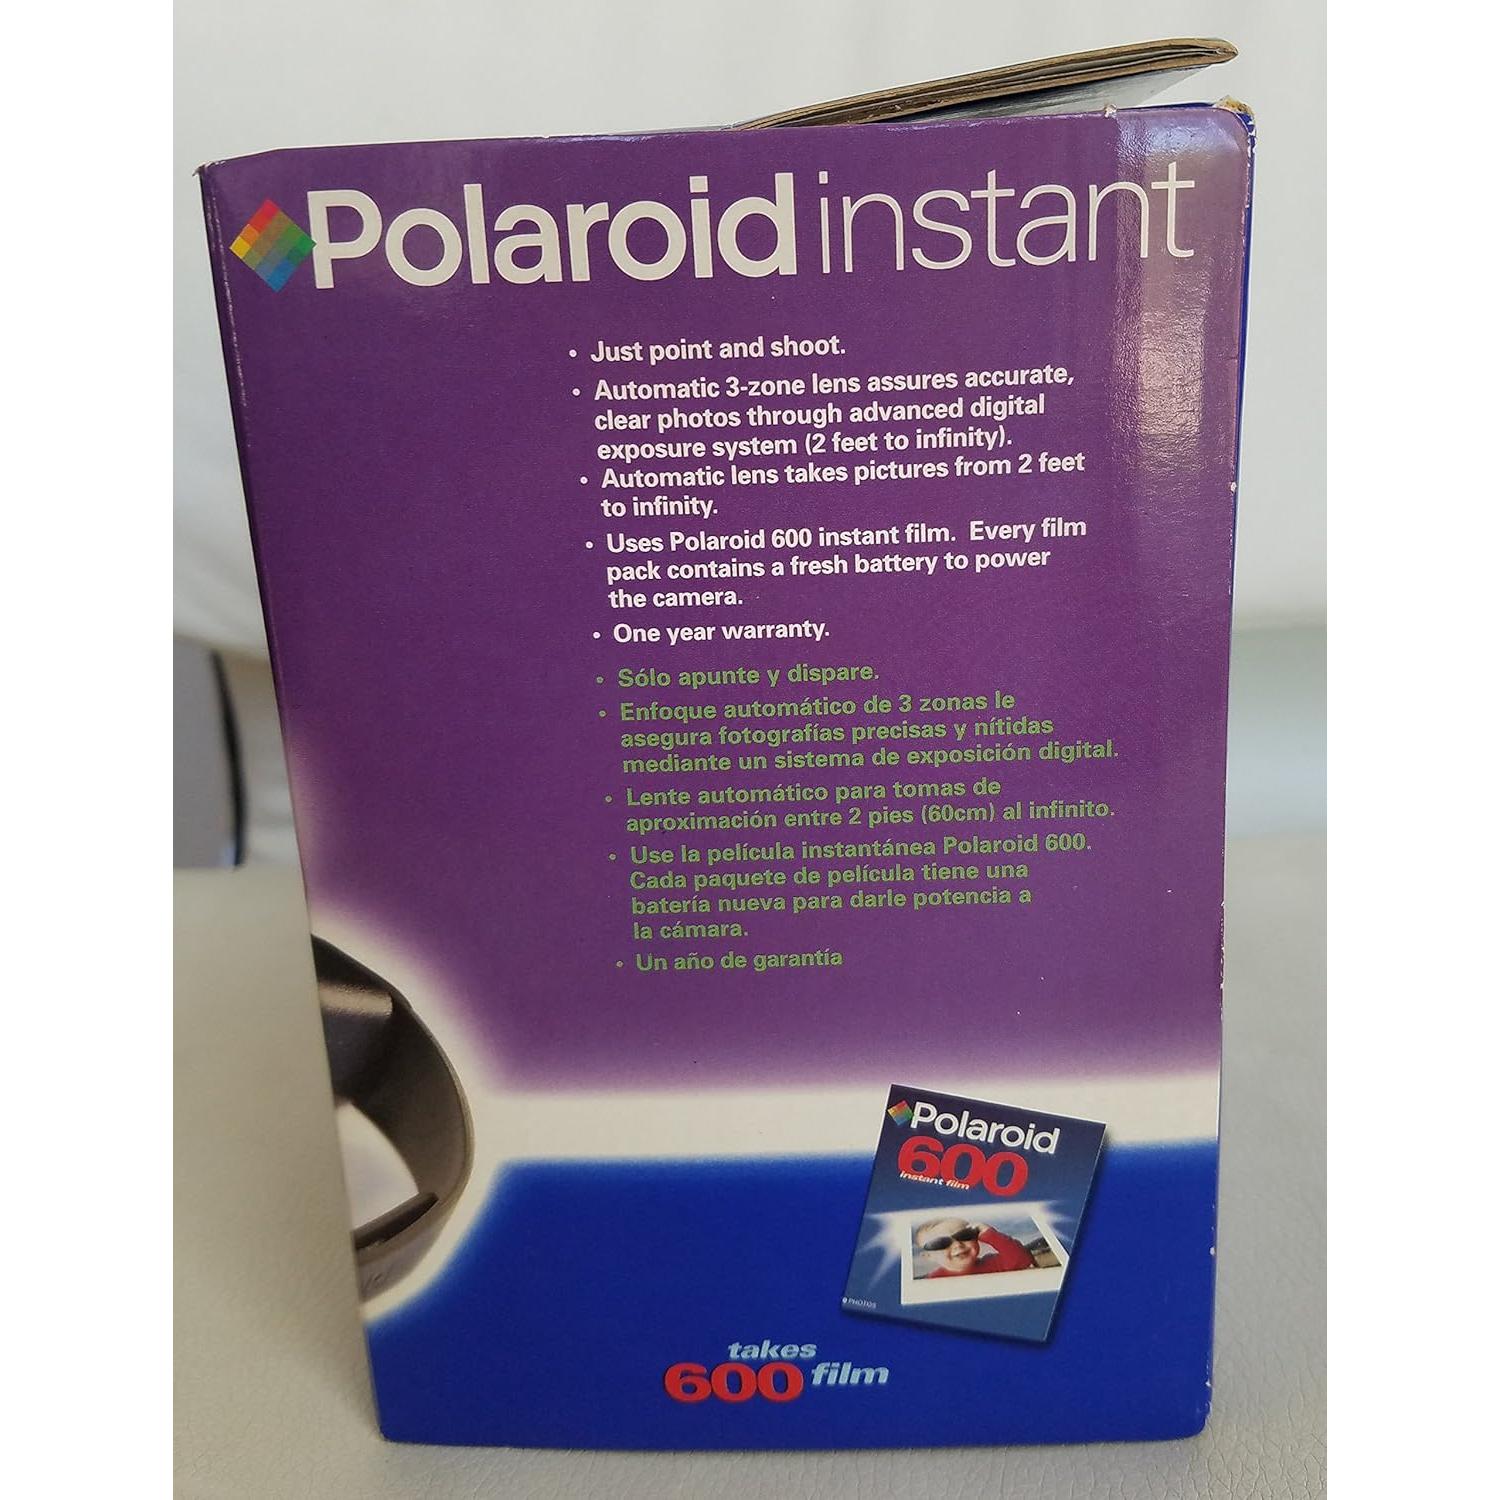 Polaroid instant
• Just point and shoot.
• Automatic 3-zone lens assures accurate,
clear photos through advanced digital
exposure system (2 feet to infinity).
• Automatic lens takes pictures from 2 feet
to infinity.
• Uses Polaroid 600 instant film. Every film
pack contains a fresh battery to power
the camera.
• One year warranty.
• Sólo apunte y dispare.
• Enfoque automático de 3 zonas le
asegura fotografías precisas y nítidas
mediante un sistema de exposición digital.
• Lente automático para tomas de
aproximación entre 2 pies (60cm) al infinito.
• Use la película instantánea Polaroid 600.
Cada paquete de película tiene una
batería nueva para darle potencia a
la cámara.
• Un año de garantía
Polaroid
600
instant film
PHOTOS
takes
600 film